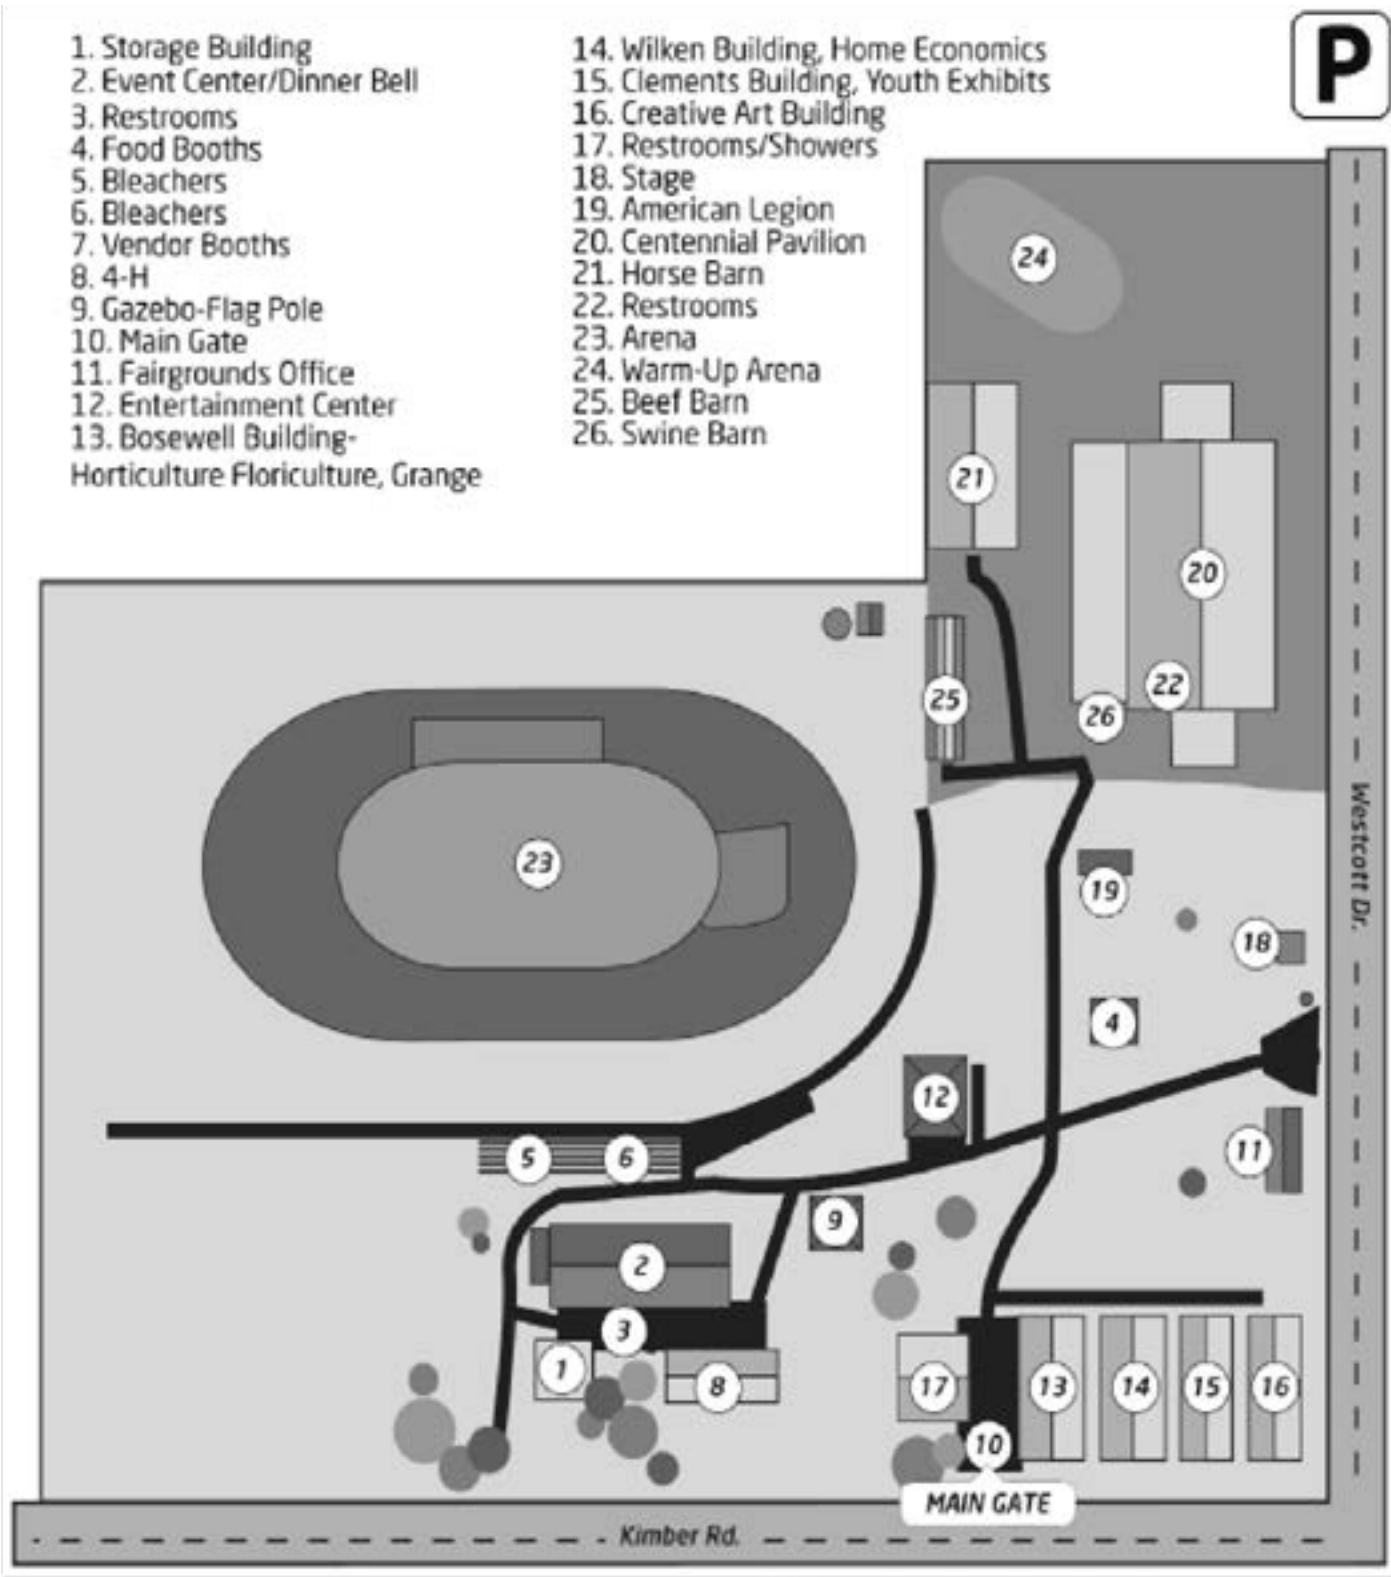 1. Storage Building
2. Event Center/Dinner Bell
3. Restrooms
4. Food Booths
5. Bleachers
6. Bleachers
7. Vendor Booths
8. 4-H
9. Gazebo-Flag Pole
10. Main Gate
11. Fairgrounds Office
12. Entertainment Center
13. Bosewell Building-
Horticulture Floriculture, Grange
14. Wilken Building, Home Economics
15. Clements Building, Youth Exhibits
16. Creative Art Building
17. Restrooms/Showers
18. Stage
19. American Legion
20. Centennial Pavilion
21. Horse Barn
22. Restrooms
23. Arena
24. Warm-Up Arena
25. Beef Barn
26. Swine Barn
P
24
21
20
22
25
26
23
19
18
4
12
11
5
6
9
2
3
1
8
17
13
14
15
16
10
MAIN GATE
Westcott Dr.
Kimber Rd.